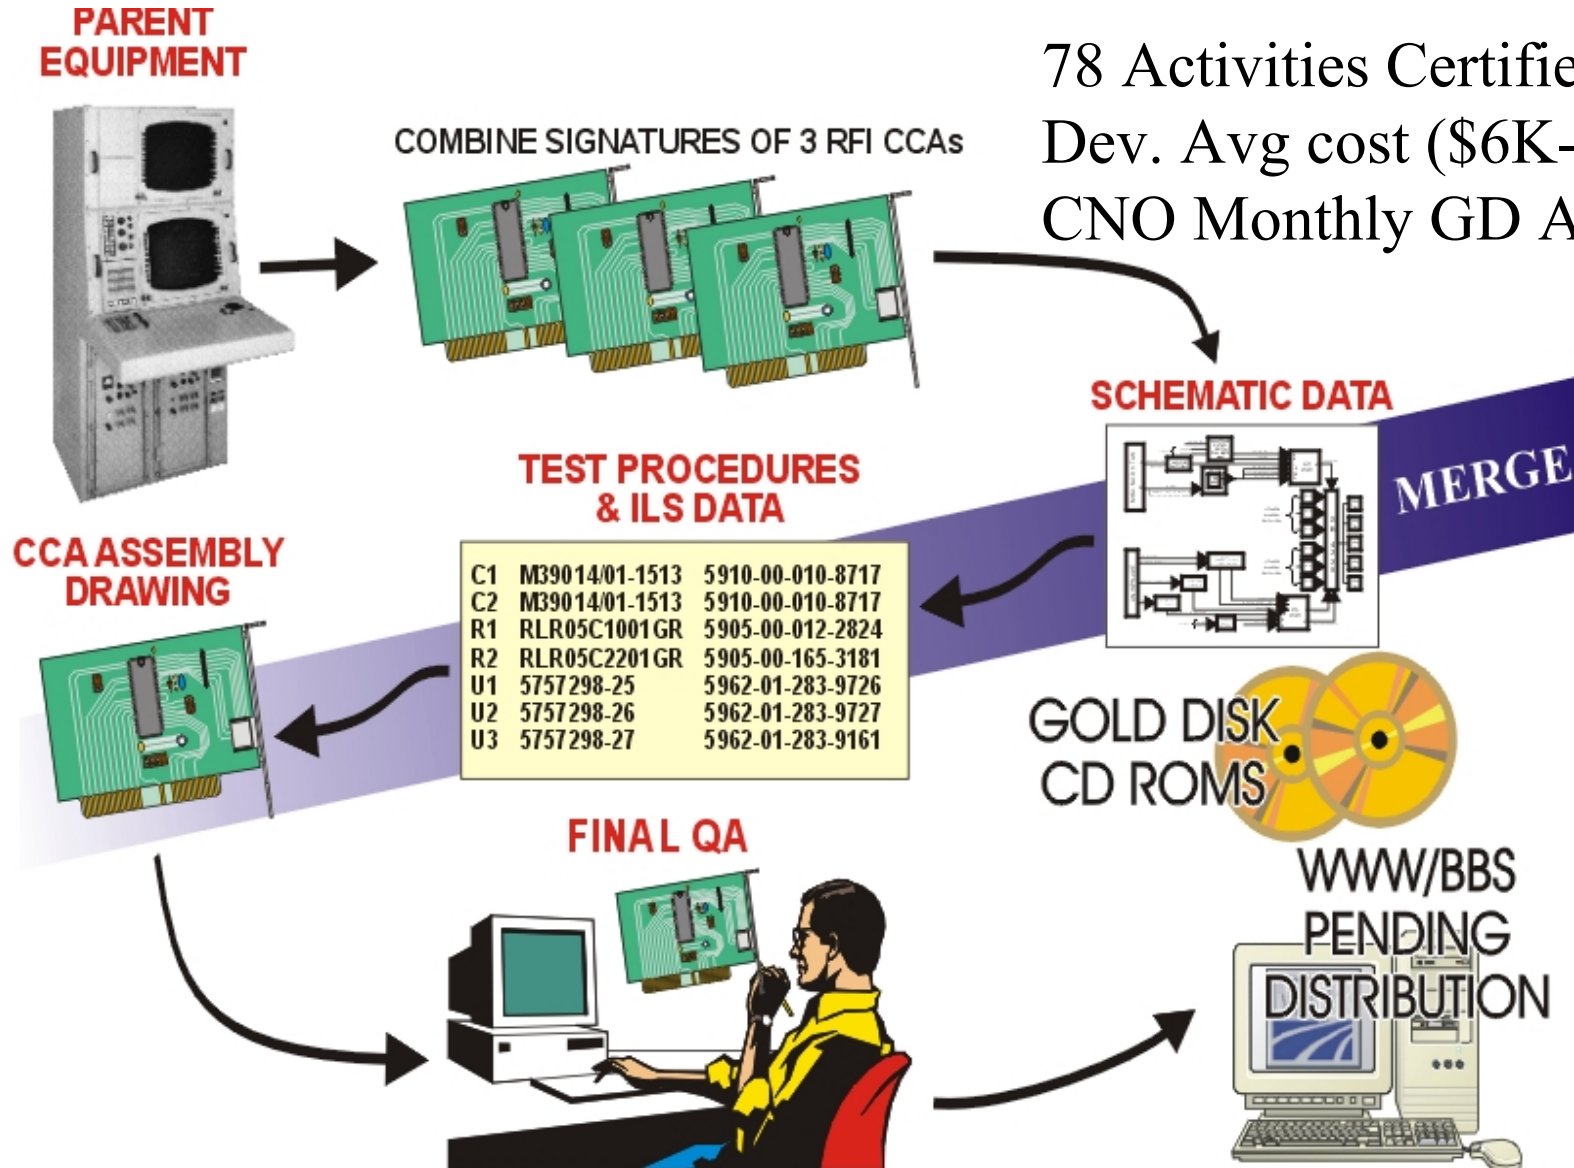 PARENT
EQUIPMENT
78 Activities Certifie
Dev. Avg cost ($6K-
CNO Monthly GD A
COMBINE SIGNATURES OF 3 RFI CCAs
SCHEMATIC DATA
MERGE
TEST PROCEDURES
& ILS DATA
C1 M39014/01-1513 5910-00-010-8717
C2 M39014/01-1513 5910-00-010-8717
R1 RLR05C1001GR 5905-00-012-2824
R2 RLR05C2201GR 5905-00-165-3181
U1 5757298-25 5962-01-283-9726
U2 5757298-26 5962-01-283-9727
U3 5757298-27 5962-01-283-9161
CCA ASSEMBLY
DRAWING
GOLD DISK
CD ROMS
FINAL QA
WWW/BBS
PENDING
DISTRIBUTION